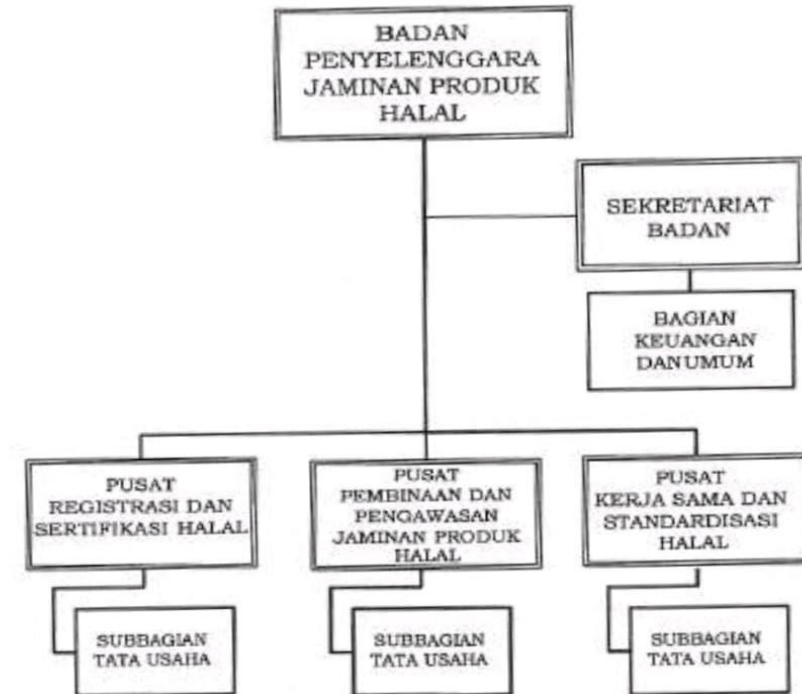 BADAN
PENYELENGGARA
JAMINAN PRODUK
HALAL
SEKRETARIAT
BADAN
BAGIAN
KEUANGAN
DANUMUM
PUSAT
REGISTRASI DAN
SERTIFIKASI HALAL
PUSAT
PEMBINAAN DAN
PENGAWASAN
JAMINAN PRODUK
HALAL
PUSAT
KERJA SAMA DAN
STANDARDISASI
HALAL
SUBBAGIAN
TATA USAHA
SUBBAGIAN
TATA USAHA
SUBBAGIAN
TATA USAHA